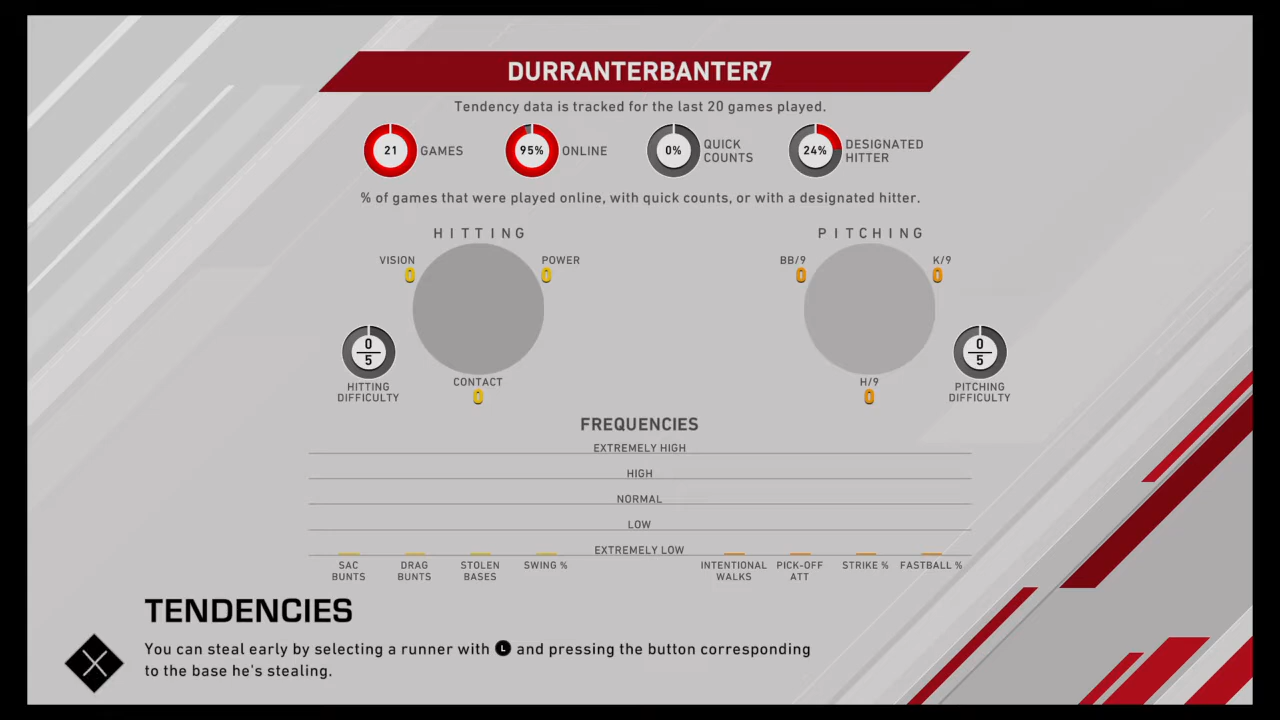 DURRANTERBANTER7
Tendency data is tracked for the last 20 games played.
21 GAMES
95% ONLINE
0% QUICK
COUNTS
24% DESIGNATED
HITTER
% of games that were played online, with quick counts, or with a designated hitter.
HITTING
VISION
0
POWER
0
0
5
HITTING
DIFFICULTY
CONTACT
0
PITCHING
BB/9
0
K/9
0
H/9
0
0
5
PITCHING
DIFFICULTY
FREQUENCIES
EXTREMELY HIGH
HIGH
NORMAL
LOW
EXTREMELY LOW
SAC
BUNTS
DRAG
BUNTS
STOLEN
BASES
SWING %
INTENTIONAL
WALKS
PICK-OFF
ATT
STRIKE %
FASTBALL %
TENDENCIES
You can steal early by selecting a runner with L and pressing the button corresponding
to the base he's stealing.